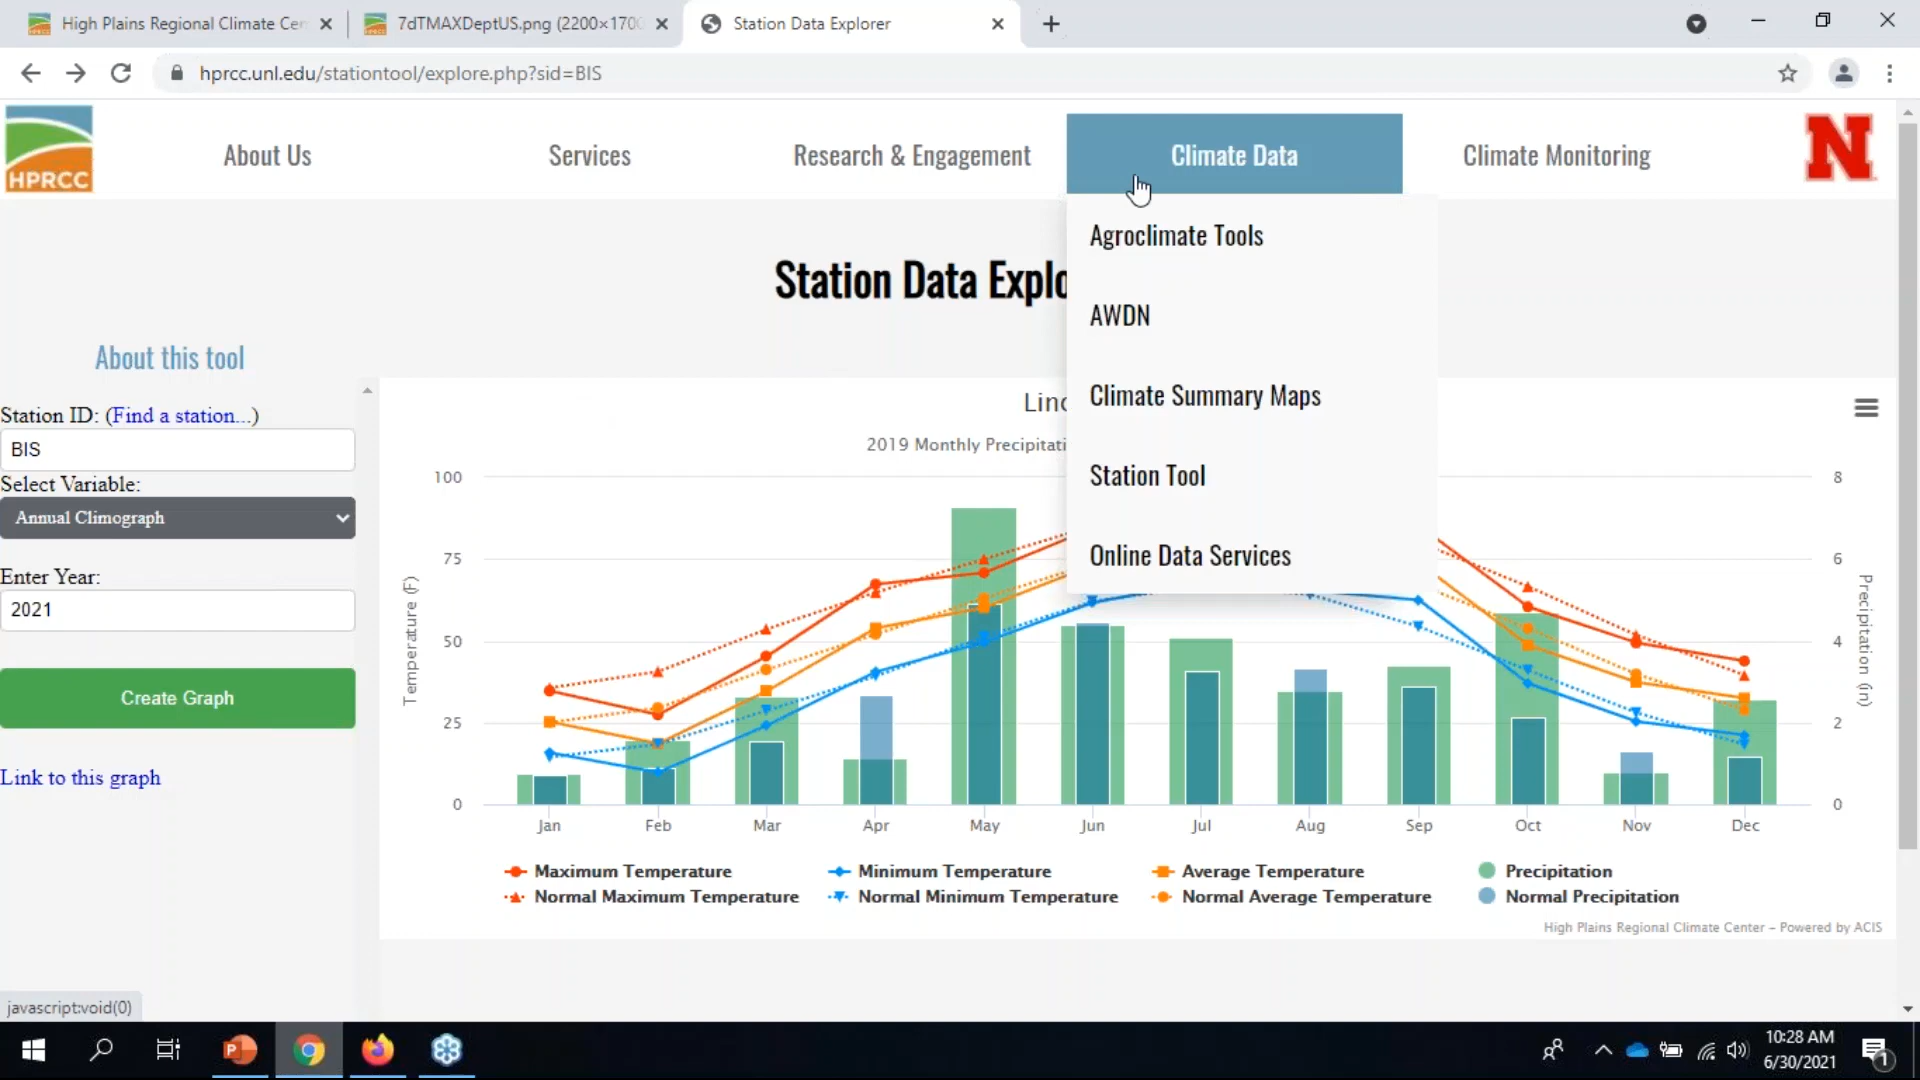 High Plains Regional Climate Cen
7dTMAXDeptUS.png (2200×170
Station Data Explorer
hprcc.unl.edu/stationtool/explore.php?sid=BIS
HPRCC
About Us
Services
Research & Engagement
Climate Data
Climate Monitoring
N
Agroclimate Tools
AWDN
Climate Summary Maps
Station Tool
Online Data Services
Station Data Explo
About this tool
Station ID: (Find a station...)
BIS
Select Variable:
Annual Climograph
Enter Year:
2021
Create Graph
Link to this graph
Linc
2019 Monthly Precipitati
100
75
50
25
0
Temperature (F)
8
6
4
2
0
Precipitation (in)
Jan Feb Mar Apr May Jun Jul Aug Sep Oct Nov Dec
Maximum Temperature Minimum Temperature Average Temperature Precipitation
Normal Maximum Temperature Normal Minimum Temperature Normal Average Temperature Normal Precipitation
High Plains Regional Climate Center – Powered by ACIS
javascript:void(0)
10:28 AM
6/30/2021
1